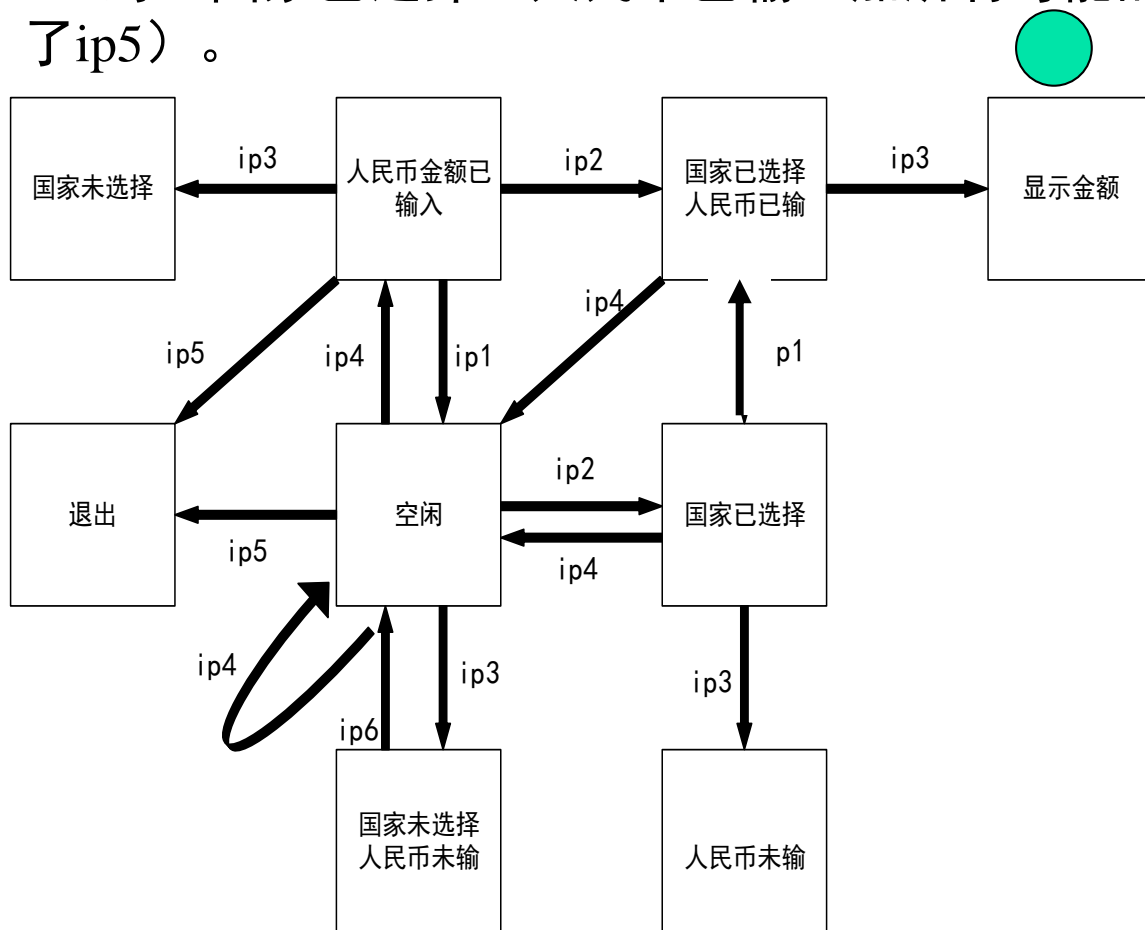 了ip5）。
国家未选择
ip3
人民币金额已
输入
ip2
国家已选择
人民币已输
ip3
显示金额
ip5
ip4
ip1
ip4
p1
退出
ip5
空闲
ip2
ip4
国家已选择
ip4
ip6
ip3
ip3
国家未选择
人民币未输
人民币未输